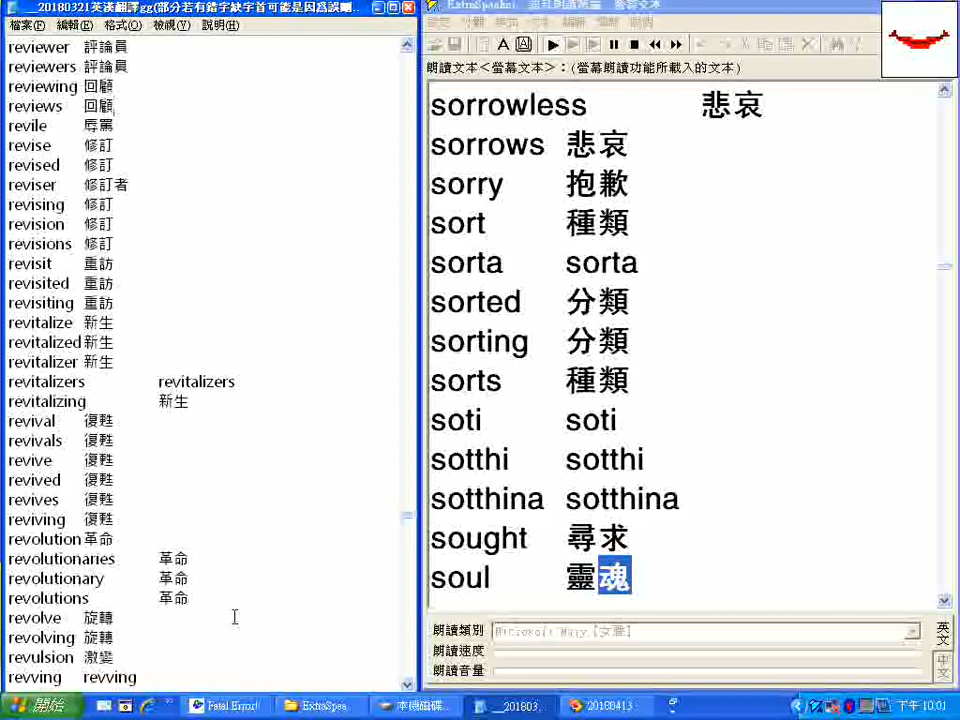 __20180321英漢翻譯gg(部分若有錯字缺字首可能是因為誤刪...
檔案(F) 編輯(E) 格式(O) 檢視(V) 說明(H)
reviewer 評論員
reviewers 評論員
reviewing 回顧
reviews 回顧
revile 辱罵
revise 修訂
revised 修訂
reviser 修訂者
revising 修訂
revision 修訂
revisions 修訂
revisit 重訪
revisited 重訪
revisiting 重訪
revitalize 新生
revitalized 新生
revitalizer 新生
revitalizers revitalizers
revitalizing 新生
revival 復甦
revivals 復甦
revive 復甦
revived 復甦
revives 復甦
reviving 復甦
revolution 革命
revolutionaries 革命
revolutionary 革命
revolutions 革命
revolve 旋轉
revolving 旋轉
revulsion 激變
revving revving
朗讀文本<螢幕文本>:(螢幕朗讀功能所載入的文本)
sorrowless 悲哀
sorrows 悲哀
sorry 抱歉
sort 種類
sorta sorta
sorted 分類
sorting 分類
sorts 種類
soti soti
sotthi sotthi
sotthina sotthina
sought 尋求
soul 靈魂
朗讀類別 Microsoft Mary [女聲]
英文
朗讀速度
中文
朗讀音量
開始 Fatal Error! ExtraSpea... 本機磁碟... __201803... 20180413 下午 10:01